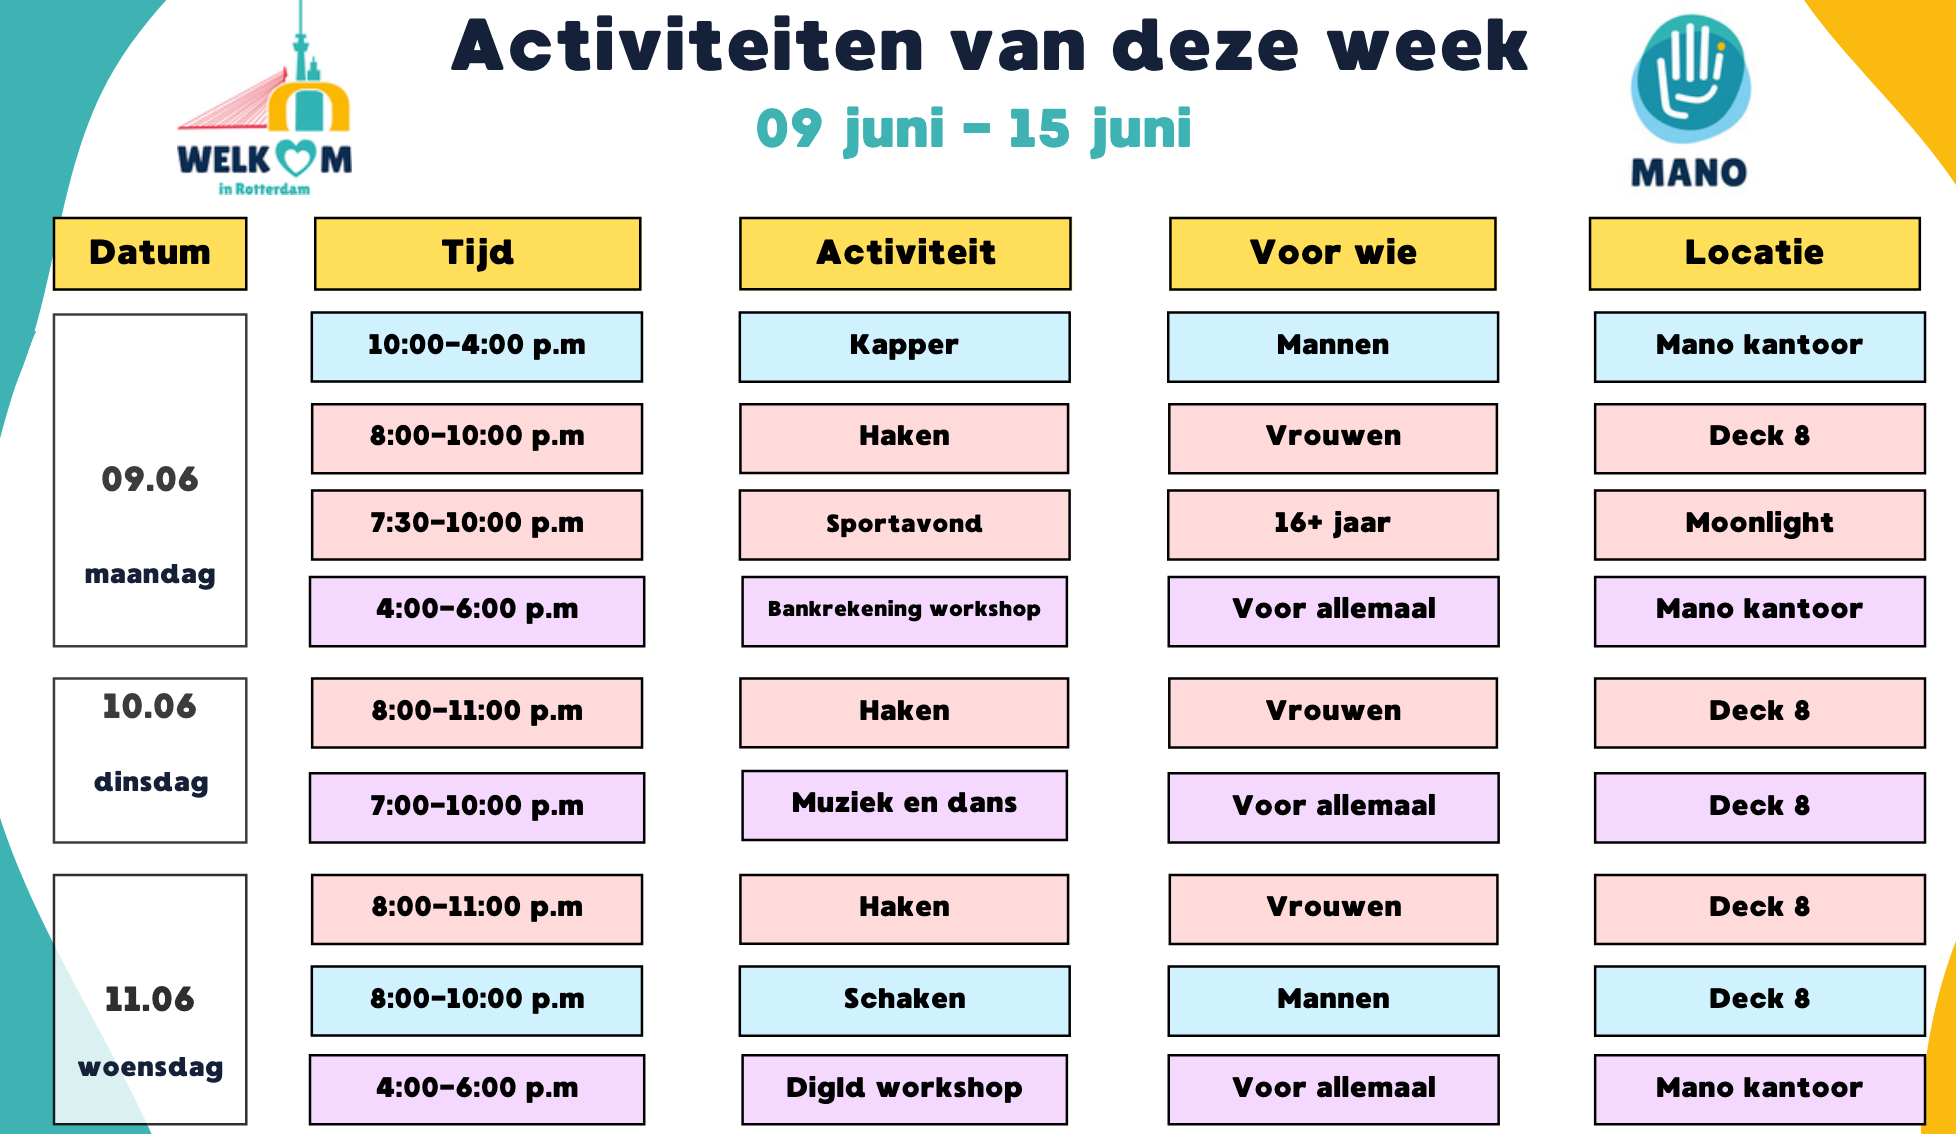 Activiteiten van deze week
09 juni - 15 juni
WELKOM
in Rotterdam
MANO
Datum Tijd Activiteit Voor wie Locatie
09.06
maandag
10:00-4:00 p.m Kapper Mannen Mano kantoor
8:00-10:00 p.m Haken Vrouwen Deck 8
7:30-10:00 p.m Sportavond 16+ jaar Moonlight
4:00-6:00 p.m Bankrekening workshop Voor allemaal Mano kantoor
10.06
dinsdag
8:00-11:00 p.m Haken Vrouwen Deck 8
7:00-10:00 p.m Muziek en dans Voor allemaal Deck 8
11.06
woensdag
8:00-11:00 p.m Haken Vrouwen Deck 8
8:00-10:00 p.m Schaken Mannen Deck 8
4:00-6:00 p.m DigId workshop Voor allemaal Mano kantoor